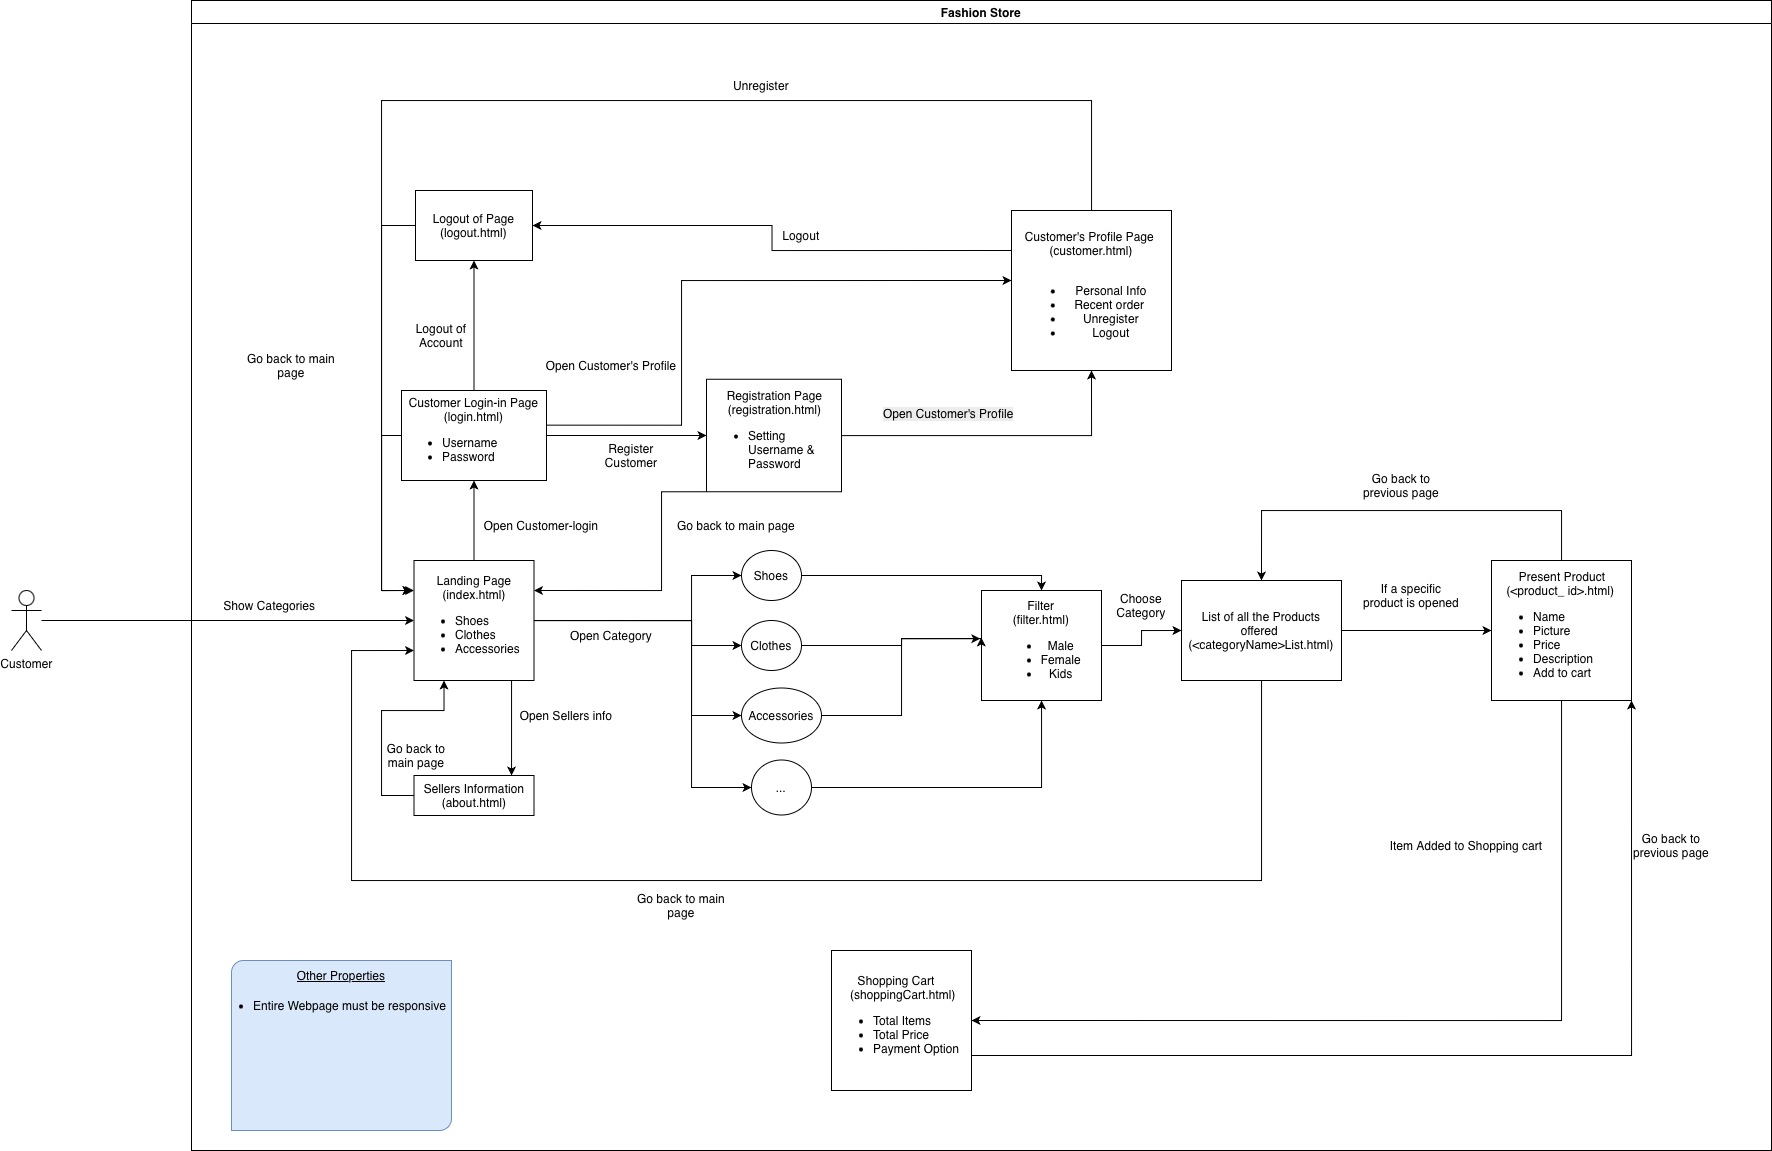 Fashion Store
Unregister
Logout of Page
(logout.html)
Logout
Customer's Profile Page
(customer.html)
• Personal Info
• Recent order
• Unregister
• Logout
Logout of
Account
Go back to main
page
Open Customer's Profile
Customer Login-in Page
(login.html)
• Username
• Password
Register
Customer
Registration Page
(registration.html)
• Setting
Username &
Password
Open Customer's Profile
Open Customer-login
Go back to main page
Go back to
previous page
Customer
Show Categories
Landing Page
(index.html)
• Shoes
• Clothes
• Accessories
Open Category
Shoes
Clothes
Accessories
...
Filter
(filter.html)
• Male
• Female
• Kids
Choose
Category
List of all the Products
offered
(<categoryName>List.html)
If a specific
product is opened
Present Product
(<product_ id>.html)
• Name
• Picture
• Price
• Description
• Add to cart
Open Sellers info
Go back to
main page
Sellers Information
(about.html)
Item Added to Shopping cart
Go back to
previous page
Go back to main
page
Other Properties
• Entire Webpage must be responsive
Shopping Cart
(shoppingCart.html)
• Total Items
• Total Price
• Payment Option